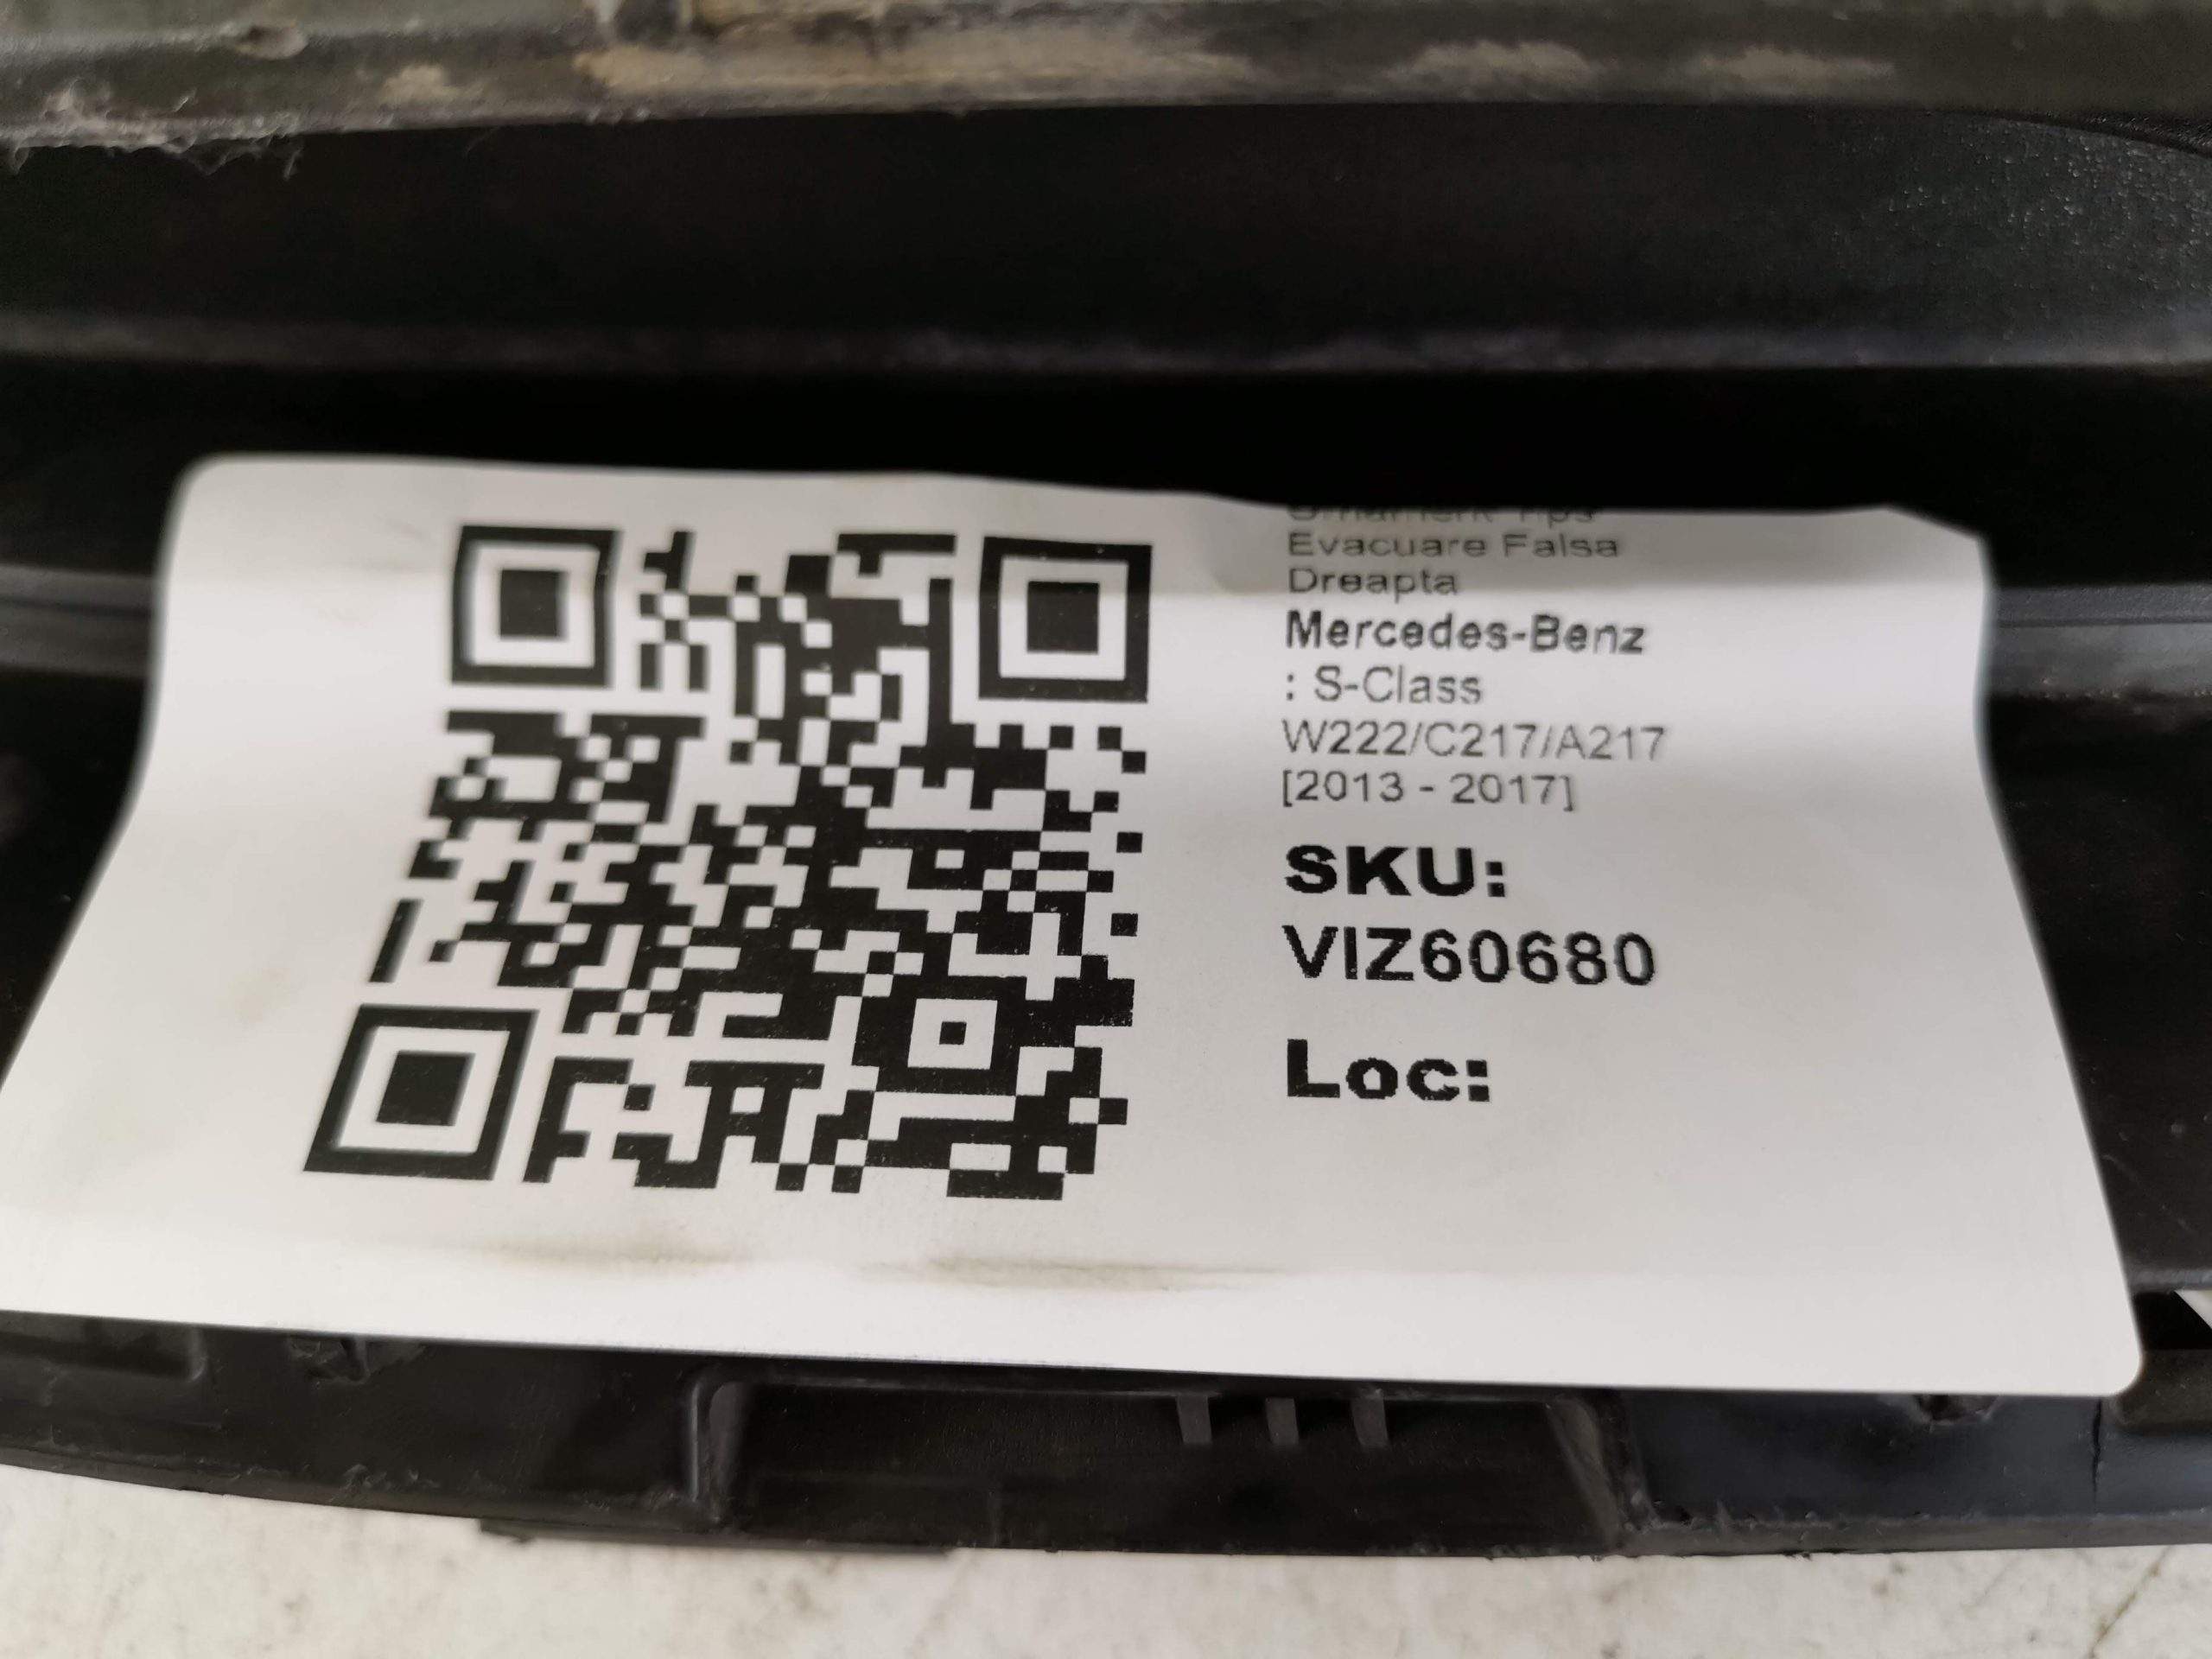 Evacuare Falsa
Dreapta
Mercedes-Benz
: S-Class
W222/C217/A217
[2013 - 2017]
SKU:
VIZ60680
Loc: